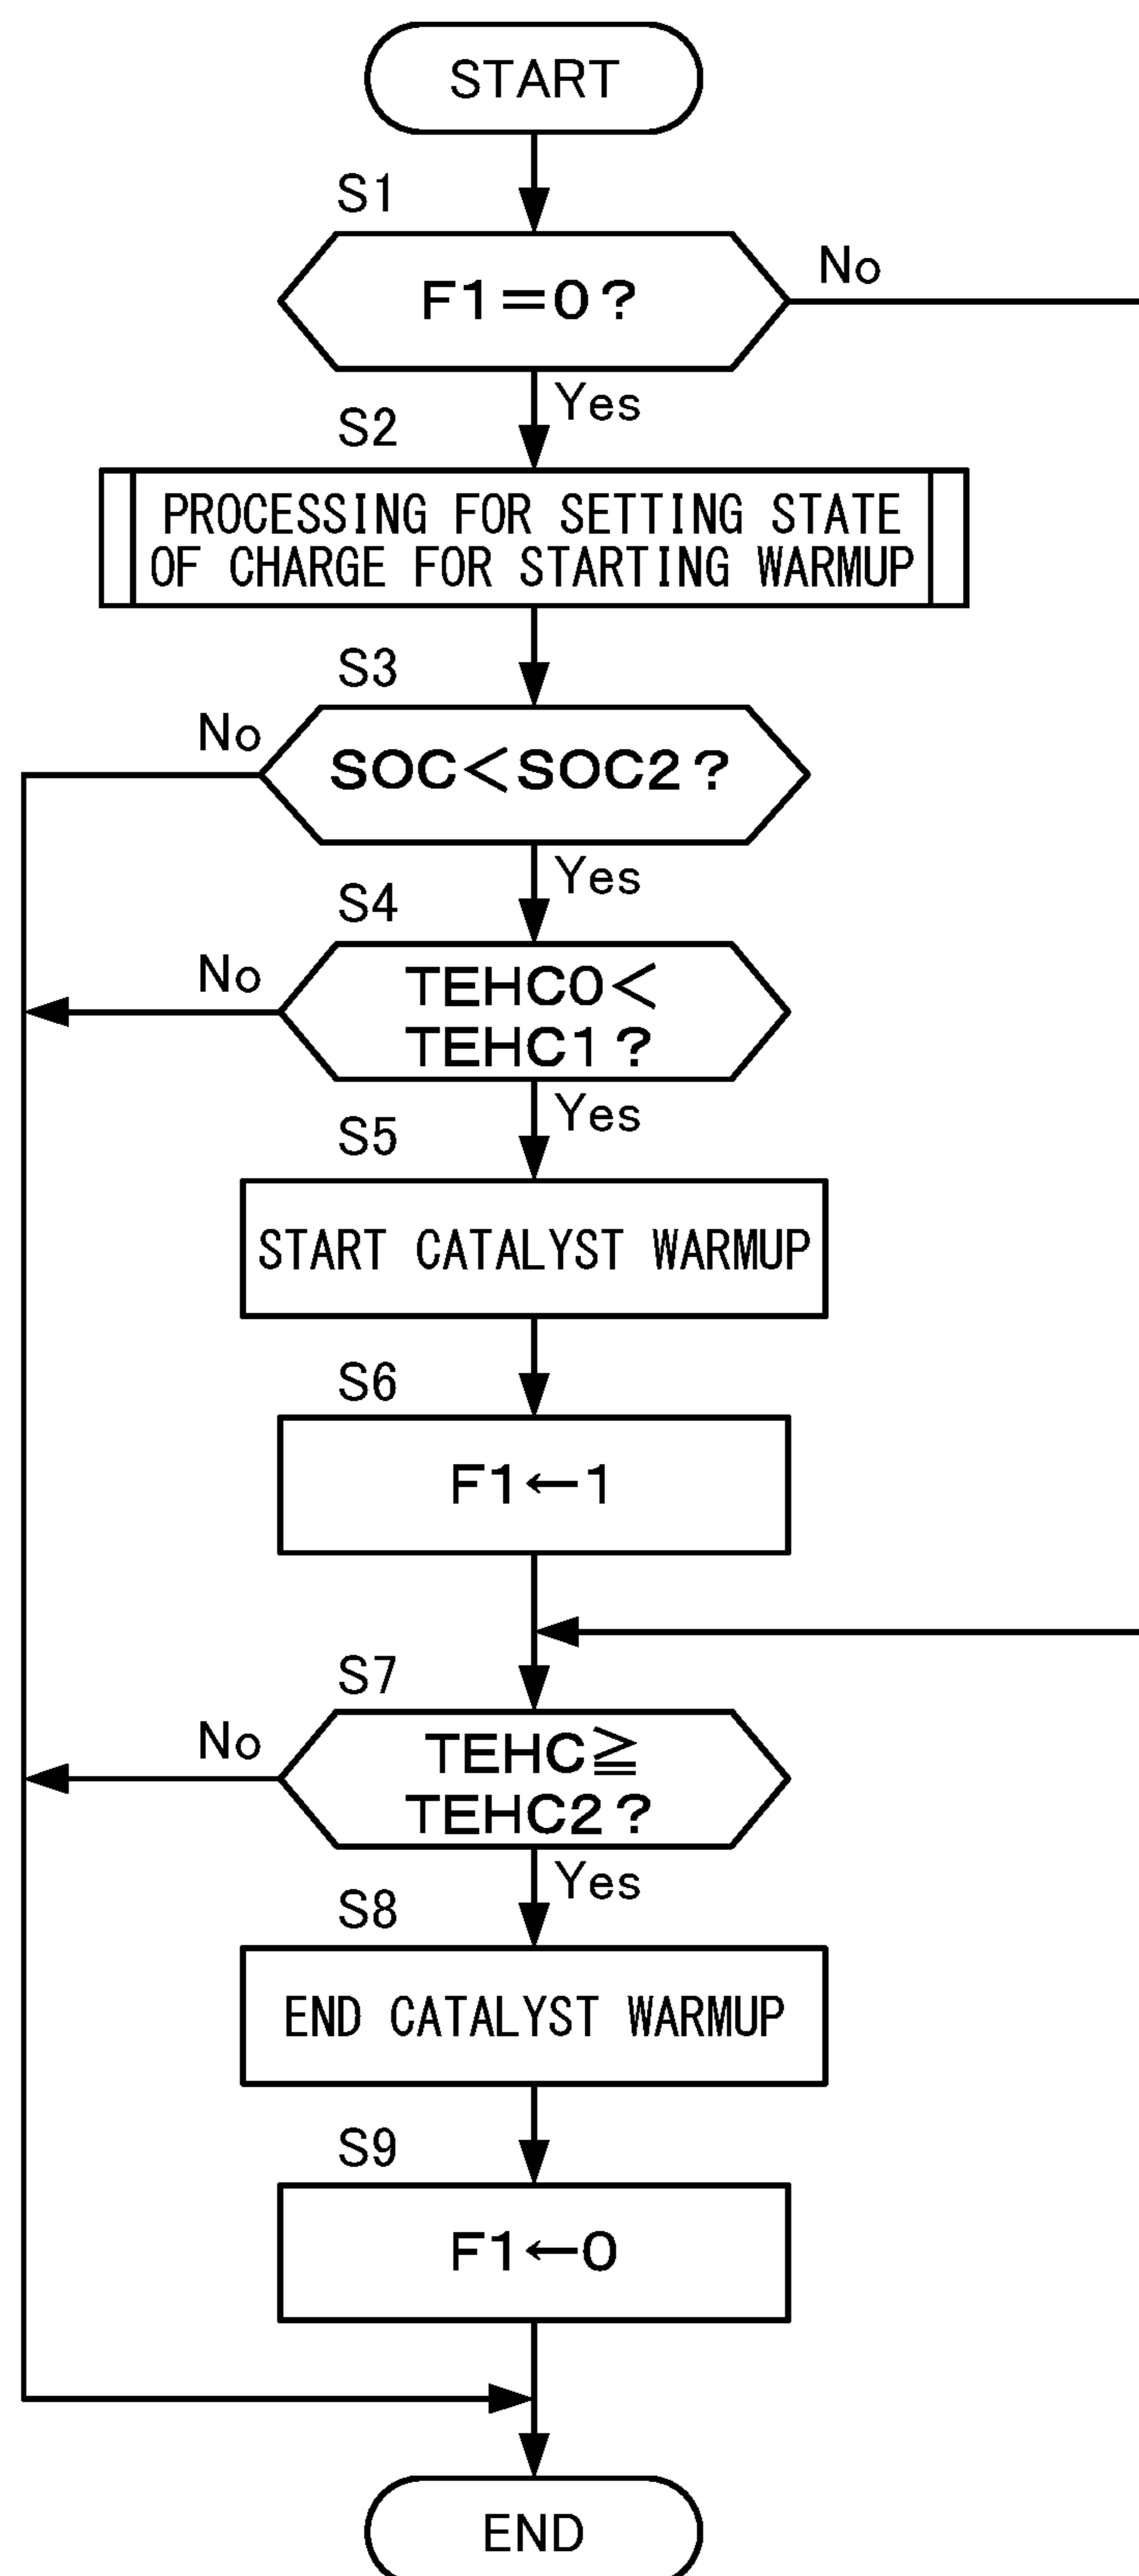 START
S1
F1=0?
No
Yes
S2
PROCESSING FOR SETTING STATE
OF CHARGE FOR STARTING WARMUP
S3
No
SOC<SOC2?
Yes
S4
No
TEHC0<
TEHC1?
Yes
S5
START CATALYST WARMUP
S6
F1←1
S7
No
TEHC≧
TEHC2?
Yes
S8
END CATALYST WARMUP
S9
F1←0
END